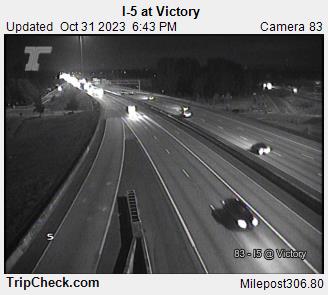 I-5 at Victory
Updated Oct 31 2023 6:43 PM Camera 83
T
S
83 - I5 @ Victory
TripCheck.com Milepost306.80